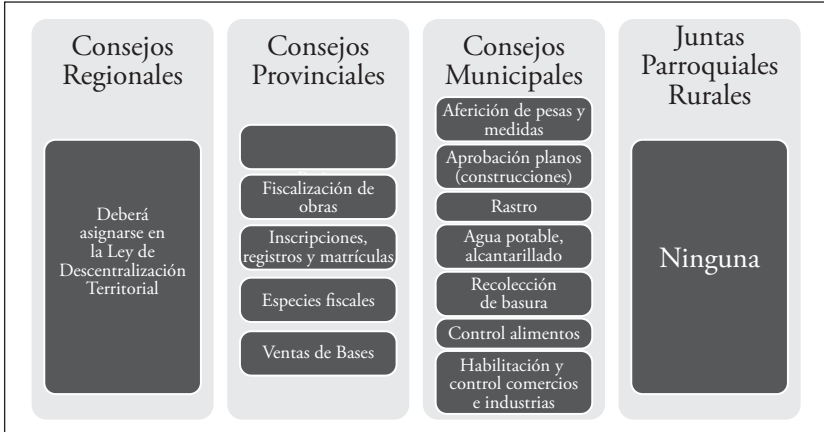 Consejos
Regionales
Deberá
asignarse en
la Ley de
Descentralización
Territorial
Consejos
Provinciales
Fiscalización de
obras
Inscripciones,
registros y matrículas
Especies fiscales
Ventas de Bases
Consejos
Municipales
Aferición de pesas y
medidas
Aprobación planos
(construcciones)
Rastro
Agua potable,
alcantarillado
Recolección
de basura
Control alimentos
Habilitación y
control comercios
e industrias
Juntas
Parroquiales
Rurales
Ninguna